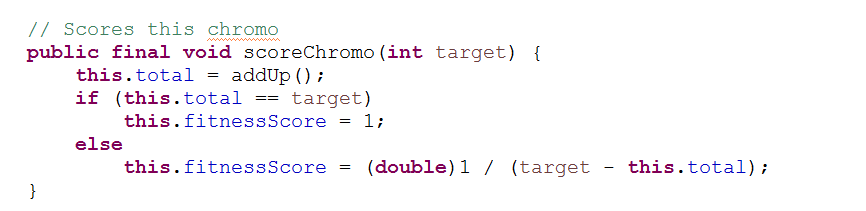 // Scores this chromo
public final void scoreChromo(int target) {
    this.total = addUp();
    if (this.total == target)
        this.fitnessScore = 1;
    else
        this.fitnessScore = (double)1 / (target - this.total);
}